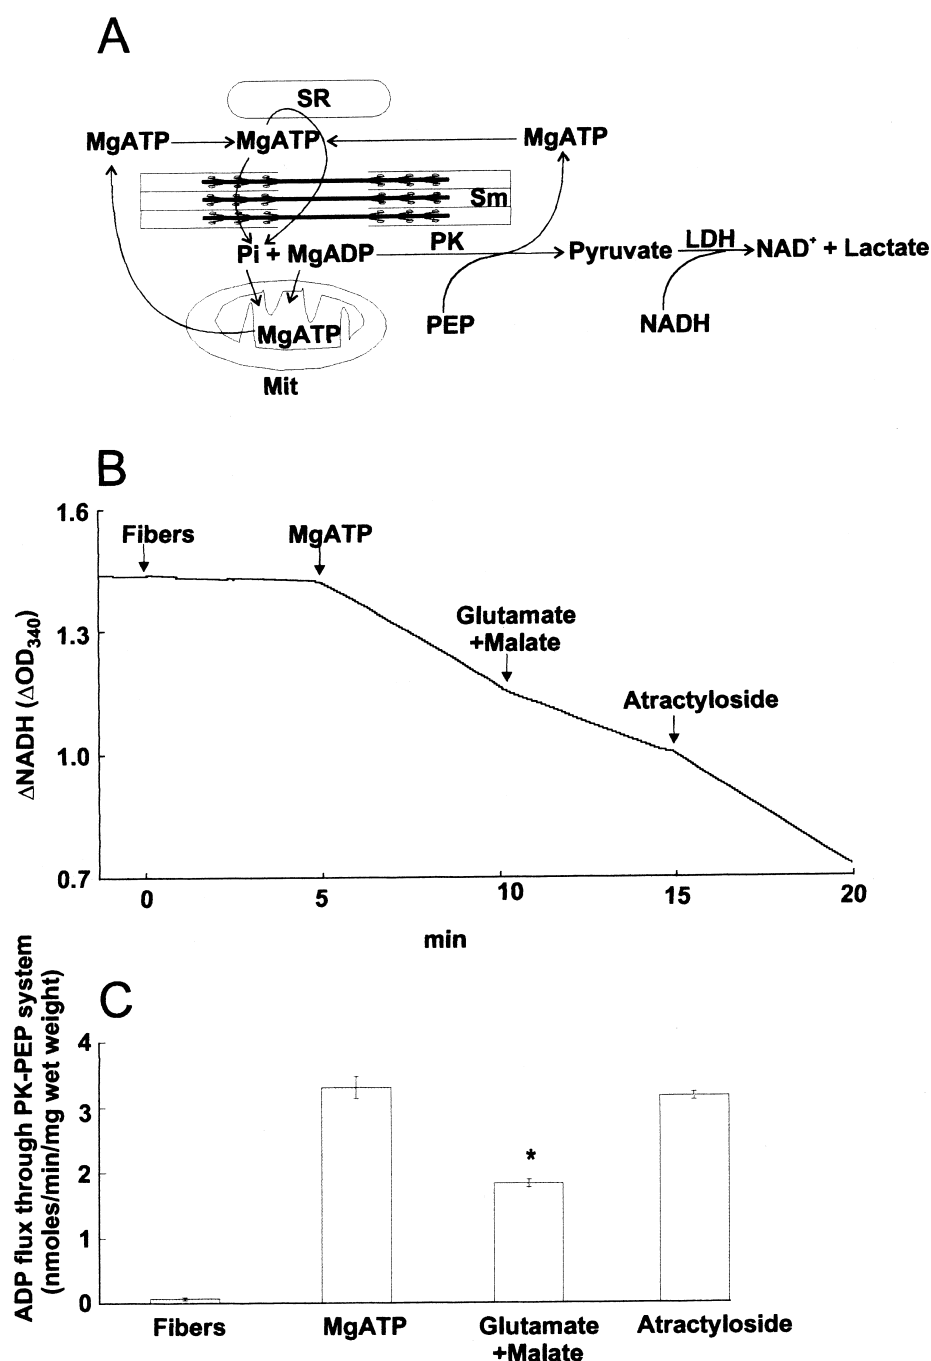 A
SR
MgATP MgATP MgATP
Sm
PK
Pi + MgADP Pyruvate LDH NAD⁺ + Lactate
MgATP PEP NADH
Mit
B
1.6
Fibers MgATP
Glutamate
+Malate
1.3
Atractyloside
1.0
0.7
0 5 10 15 20
min
ΔNADH (ΔOD340)
C
4
3
2
1
0
*
Fibers MgATP Glutamate
+Malate Atractyloside
ADP flux through PK-PEP system
(nmoles/min/mg wet weight)